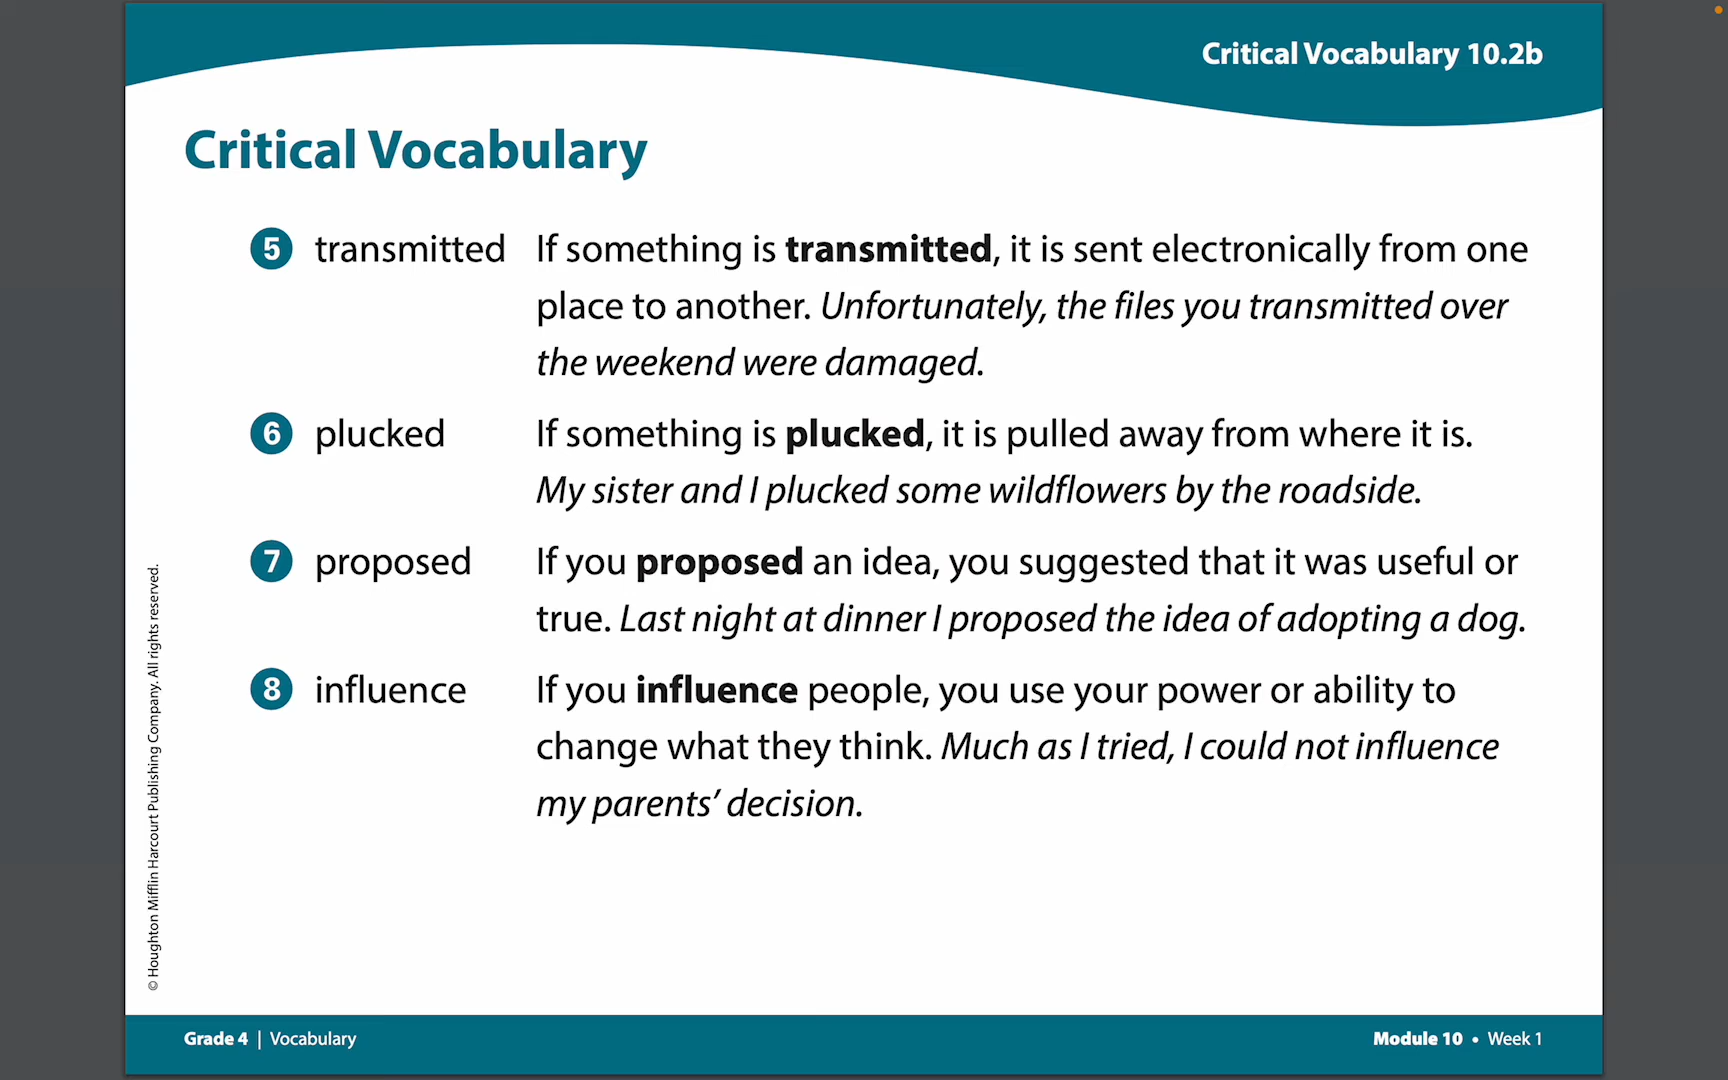 Critical Vocabulary 10.2b
Critical Vocabulary
5 transmitted If something is transmitted, it is sent electronically from one
place to another. Unfortunately, the files you transmitted over
the weekend were damaged.
6 plucked If something is plucked, it is pulled away from where it is.
My sister and I plucked some wildflowers by the roadside.
7 proposed If you proposed an idea, you suggested that it was useful or
true. Last night at dinner I proposed the idea of adopting a dog.
8 influence If you influence people, you use your power or ability to
change what they think. Much as I tried, I could not influence
my parents’ decision.
© Houghton Mifflin Harcourt Publishing Company. All rights reserved.
Grade 4 | Vocabulary
Module 10 • Week 1